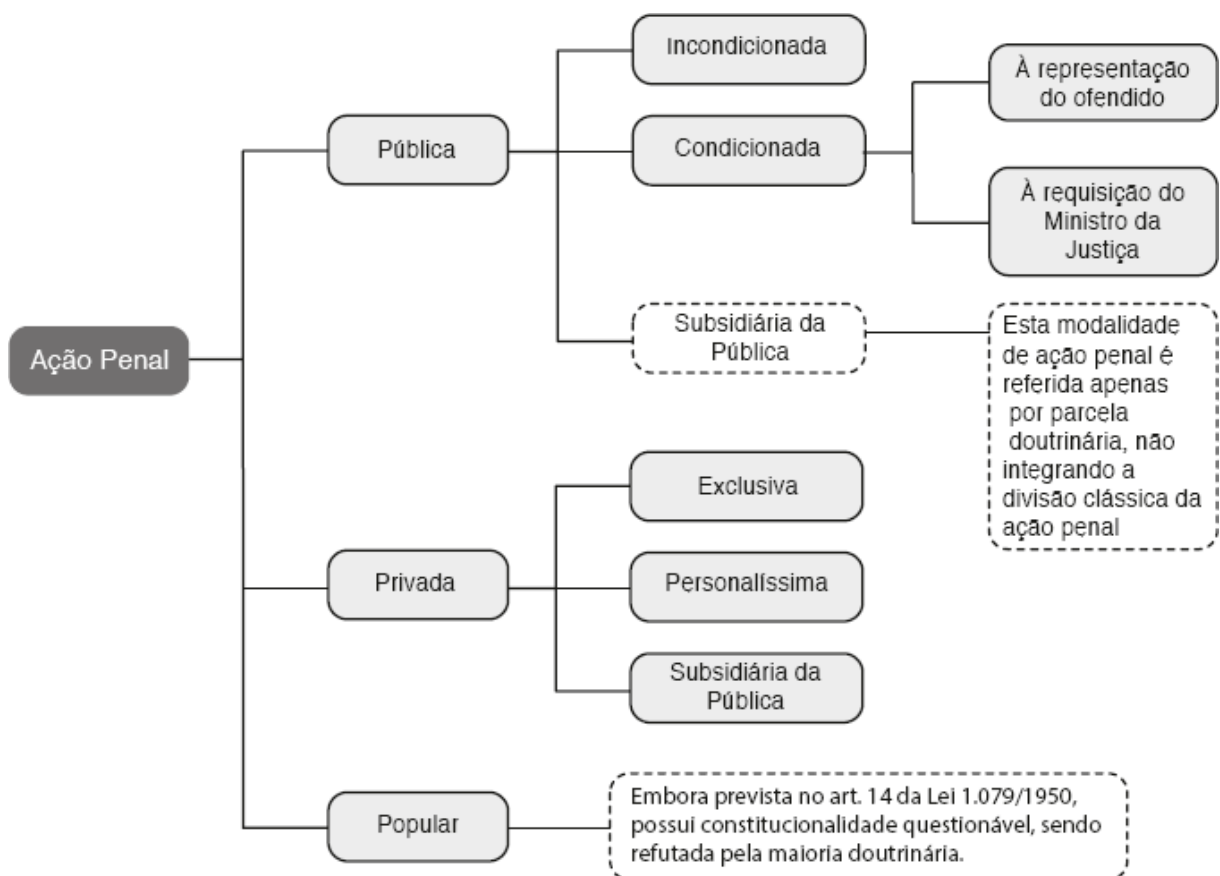 Ação Penal
Pública
Incondicionada
Condicionada
À representação
do ofendido
À requisição do
Ministro da
Justiça
Subsidiária da
Pública
Esta modalidade
de ação penal é
referida apenas
por parcela
doutrinária, não
integrando a
divisão clássica da
ação penal
Privada
Exclusiva
Personalíssima
Subsidiária da
Pública
Popular
Embora prevista no art. 14 da Lei 1.079/1950,
possui constitucionalidade questionável, sendo
refutada pela maioria doutrinária.